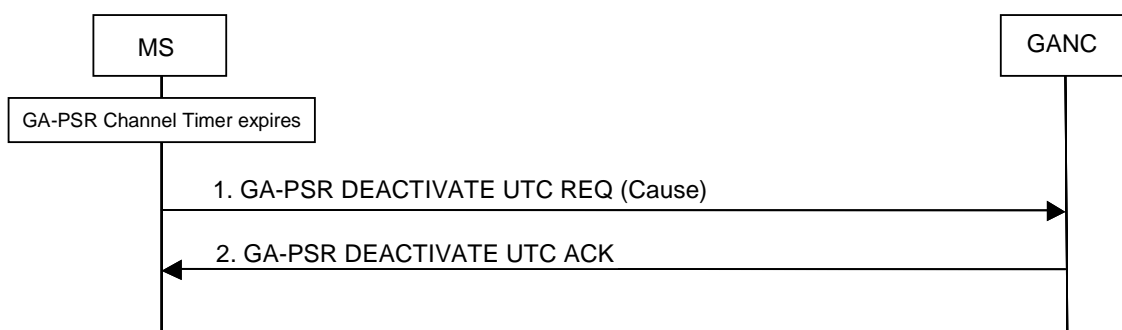 MS
GANC
GA-PSR Channel Timer expires
1. GA-PSR DEACTIVATE UTC REQ (Cause)
2. GA-PSR DEACTIVATE UTC ACK